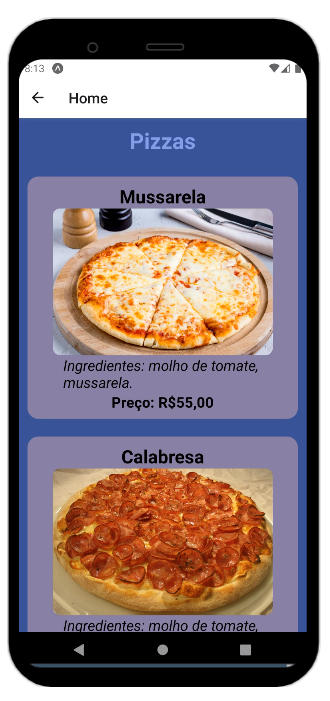 8:13
Home
Pizzas
Mussarela
Ingredientes: molho de tomate,
mussarela.
Preço: R$55,00
Calabresa
Ingredientes: molho de tomate,